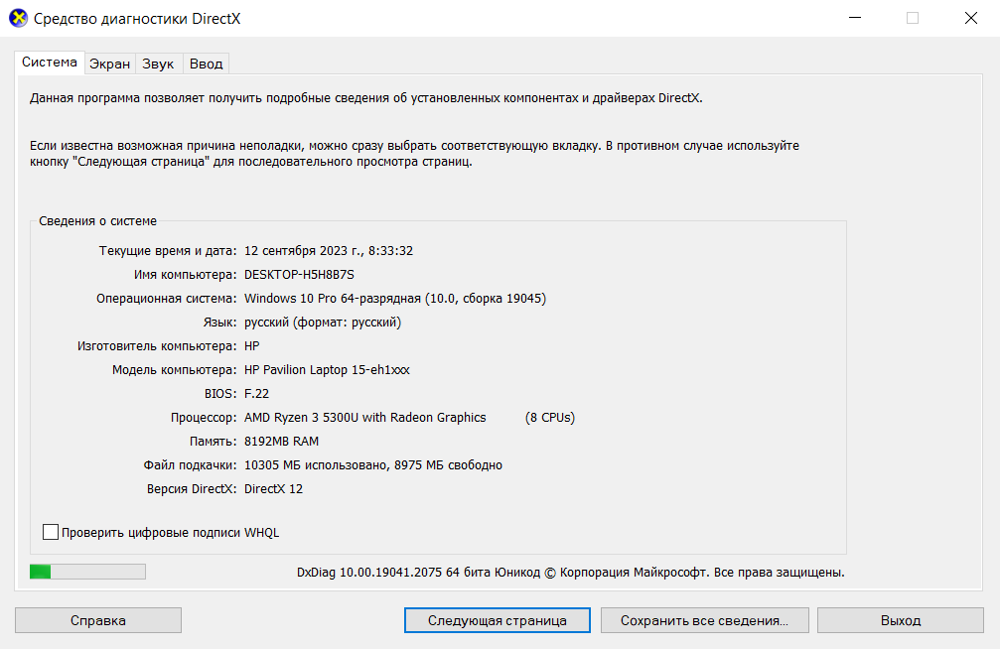 Средство диагностики DirectX
Система
Экран
Звук
Ввод
Данная программа позволяет получить подробные сведения об установленных компонентах и драйверах DirectX.
Если известна возможная причина неполадки, можно сразу выбрать соответствующую вкладку. В противном случае используйте
кнопку "Следующая страница" для последовательного просмотра страниц.
Сведения о системе
Текущие время и дата: 12 сентября 2023 г., 8:33:32
Имя компьютера: DESKTOP-H5H8B7S
Операционная система: Windows 10 Pro 64-разрядная (10.0, сборка 19045)
Язык: русский (формат: русский)
Изготовитель компьютера: HP
Модель компьютера: HP Pavilion Laptop 15-eh1xxx
BIOS: F.22
Процессор: AMD Ryzen 3 5300U with Radeon Graphics (8 CPUs)
Память: 8192MB RAM
Файл подкачки: 10305 МБ использовано, 8975 МБ свободно
Версия DirectX: DirectX 12
Проверить цифровые подписи WHQL
DxDiag 10.00.19041.2075 64 бита Юникод © Корпорация Майкрософт. Все права защищены.
Справка
Следующая страница
Сохранить все сведения...
Выход